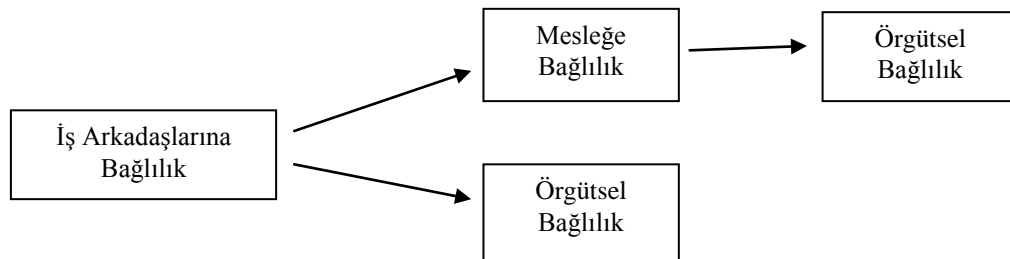 Mesleğe
Bağlılık
Örgütsel
Bağlılık
İş Arkadaşlarına
Bağlılık
Örgütsel
Bağlılık